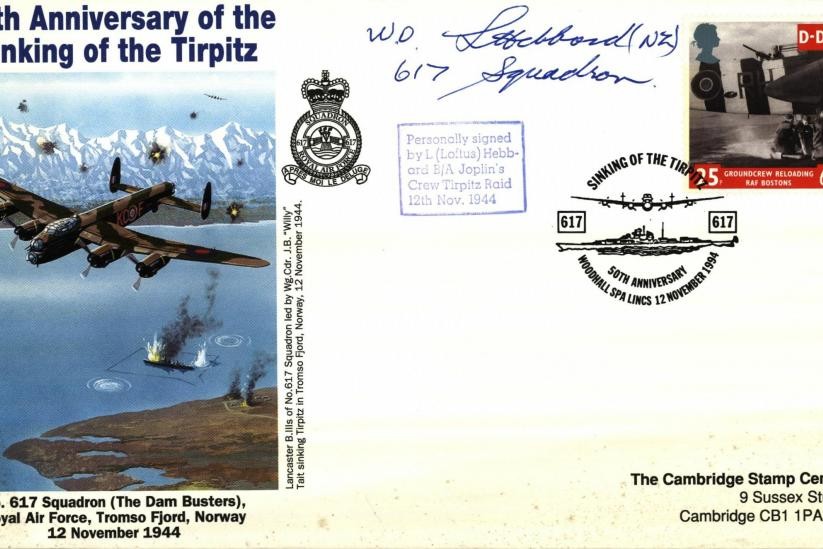 th Anniversary of the
inking of the Tirpitz
W.O. L Hebbard (NZ)
617 Squadron.
Personally signed
by L (Loftus) Hebb-
ard B/A Joplin's
Crew Tirpitz Raid
12th Nov. 1944
SQUADRON
617 617
ROYAL AIR FORCE
APRÈS MOI LE DÉLUGE
D-D
25P GROUNDCREW RELOADING
RAF BOSTONS
SINKING OF THE TIRPITZ
617 617
50TH ANNIVERSARY
WOODHALL SPA LINCS 12 NOVEMBER 1994
KC F
Lancaster B.IIIs of No.617 Squadron led by Wg.Cdr. J.B. "Willy"
Tait sinking Tirpitz in Tromso Fjord, Norway, 12 November 1944.
. 617 Squadron (The Dam Busters),
yal Air Force, Tromso Fjord, Norway
12 November 1944
The Cambridge Stamp Cen
9 Sussex St
Cambridge CB1 1PA